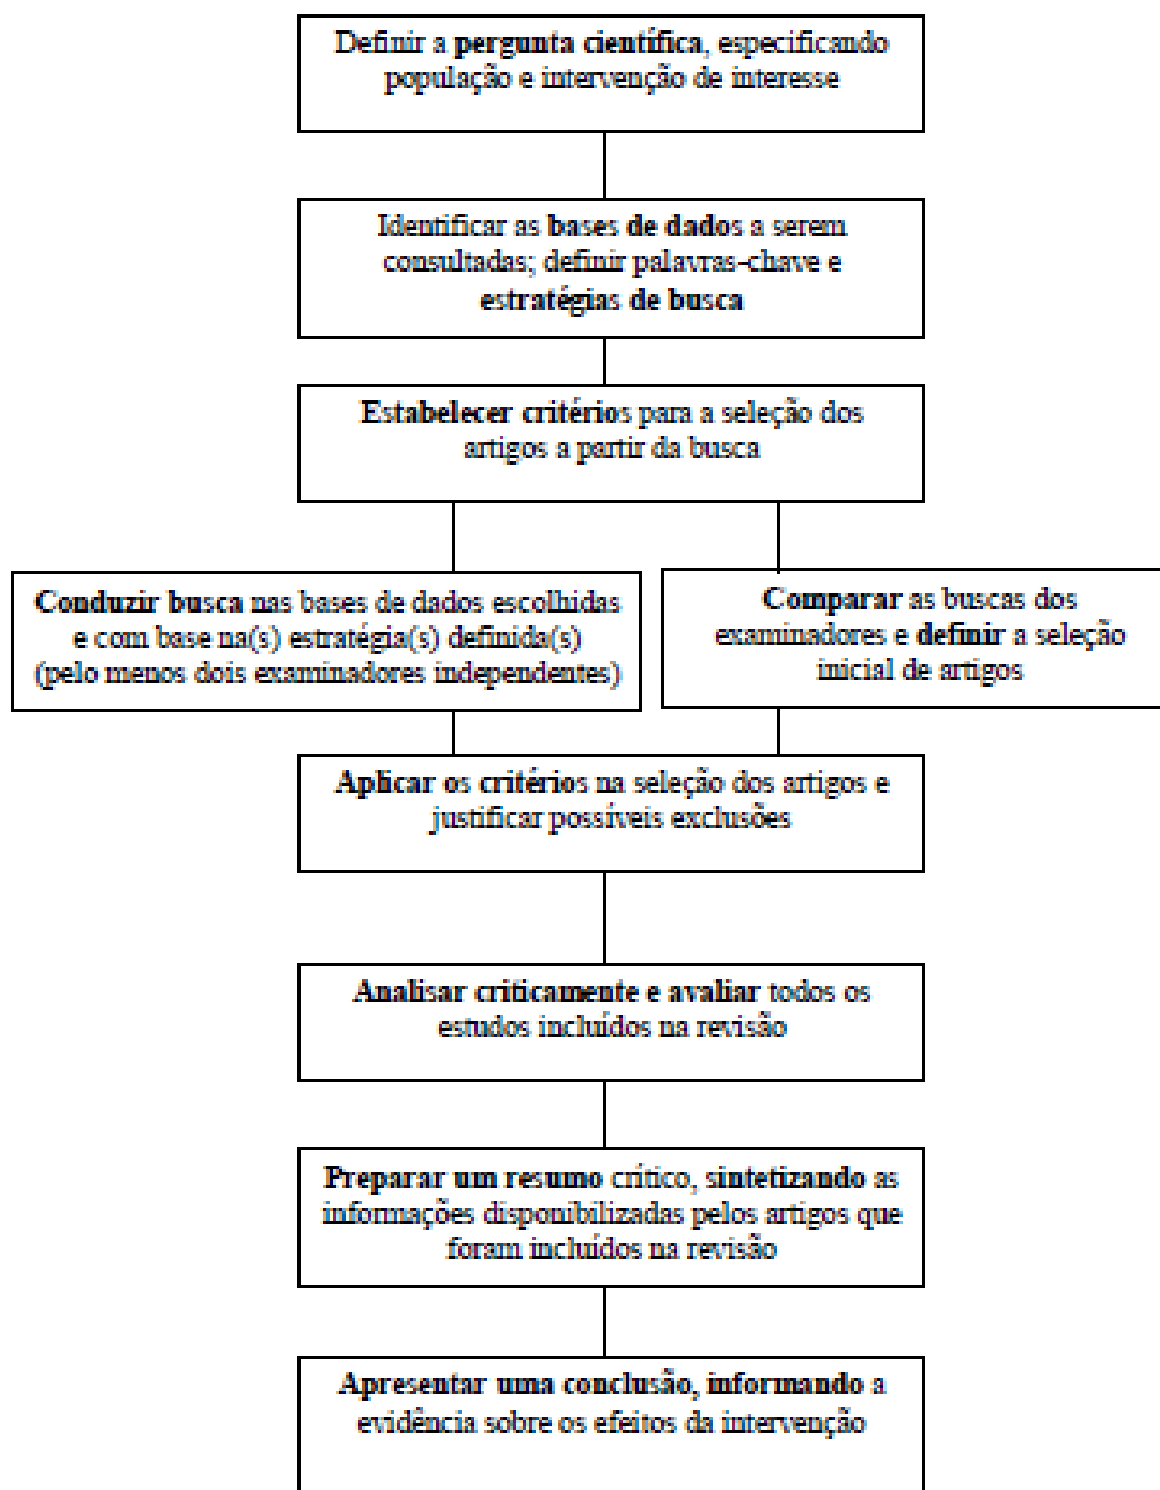 Definir a pergunta científica, especificando
população e intervenção de interesse
Identificar as bases de dados a serem
consultadas; definir palavras-chave e
estratégias de busca
Estabelecer critérios para a seleção dos
artigos a partir da busca
Conduzir busca nas bases de dados escolhidas
e com base na(s) estratégia(s) definida(s)
(pelo menos dois examinadores independentes)
Comparar as buscas dos
examinadores e definir a seleção
inicial de artigos
Aplicar os critérios na seleção dos artigos e
justificar possíveis exclusões
Analisar criticamente e avaliar todos os
estudos incluídos na revisão
Preparar um resumo crítico, sintetizando as
informações disponibilizadas pelos artigos que
foram incluídos na revisão
Apresentar uma conclusão, informando a
evidência sobre os efeitos da intervenção